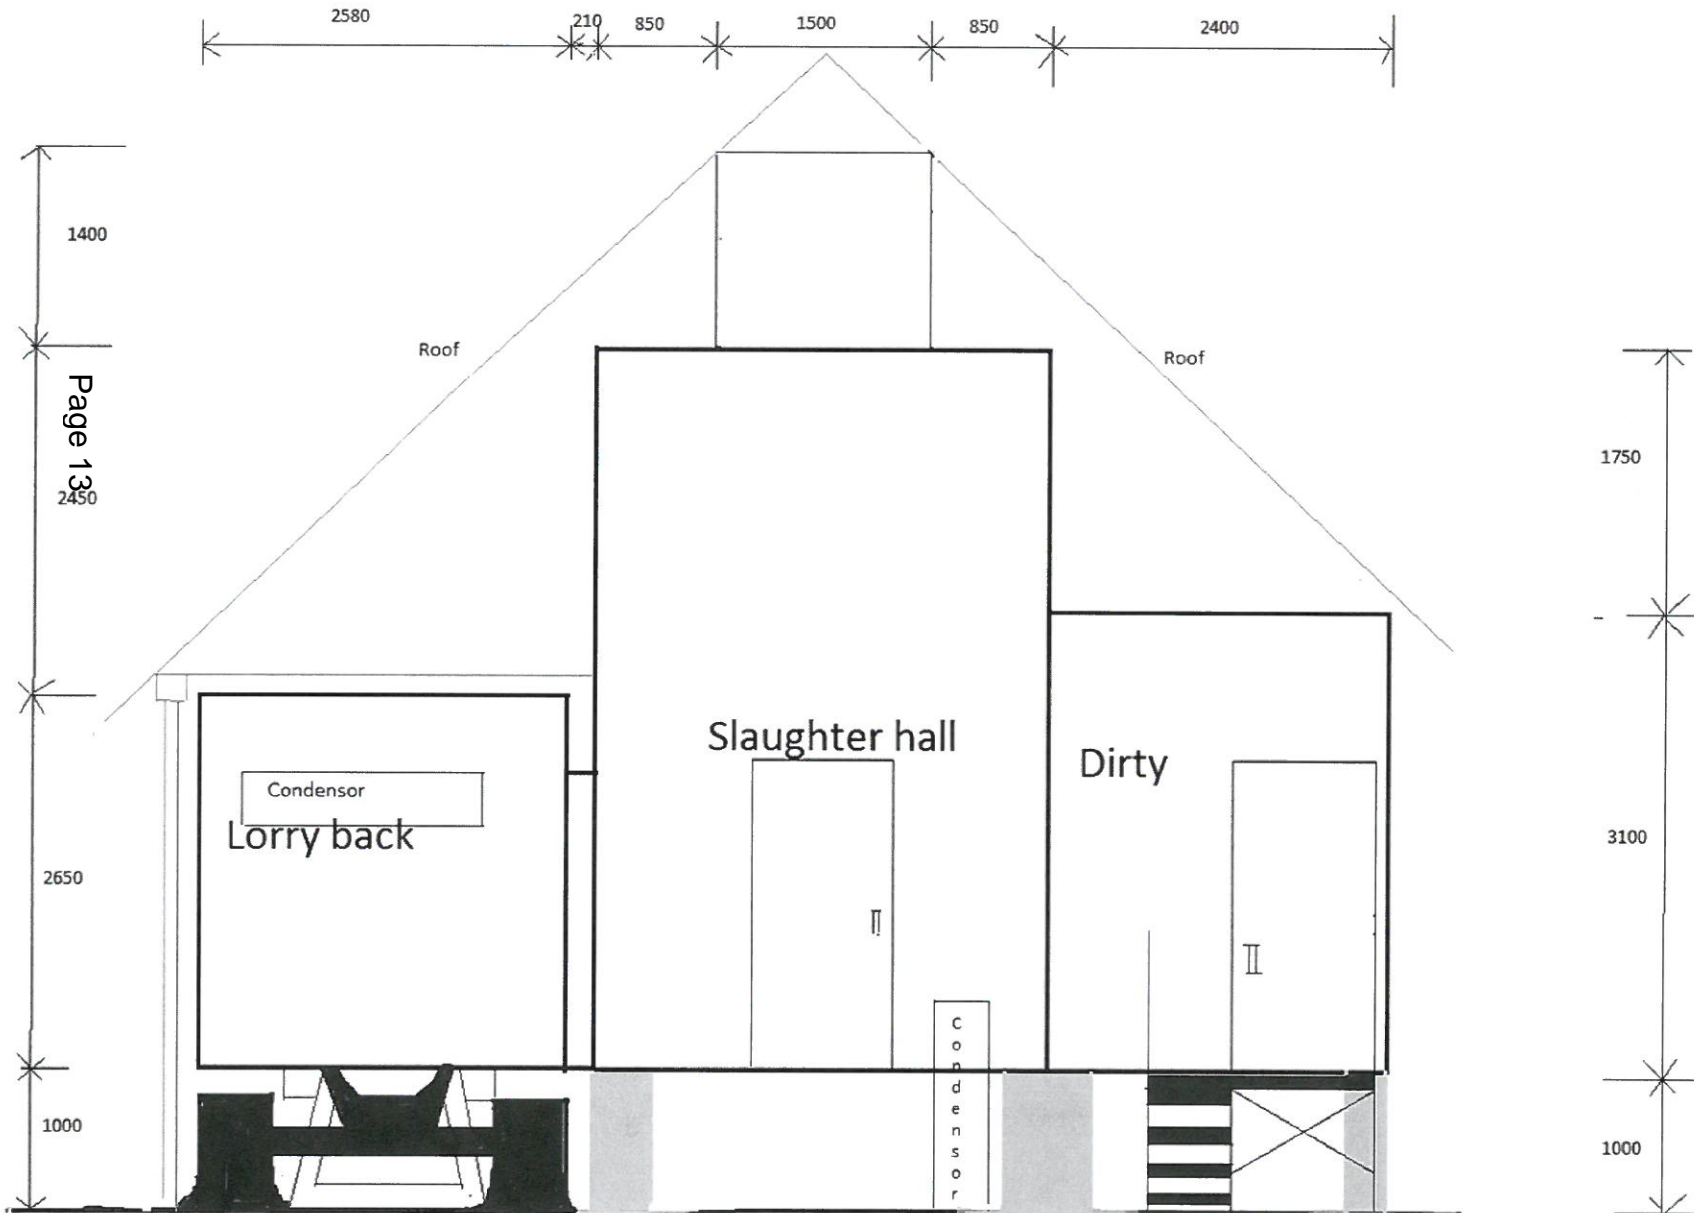 2580
210
850
1500
850
2400
1400
Roof
Roof
Page 13
2450
1750
Slaughter hall
Dirty
Condensor
Lorry back
3100
2650
Condensor
1000
1000